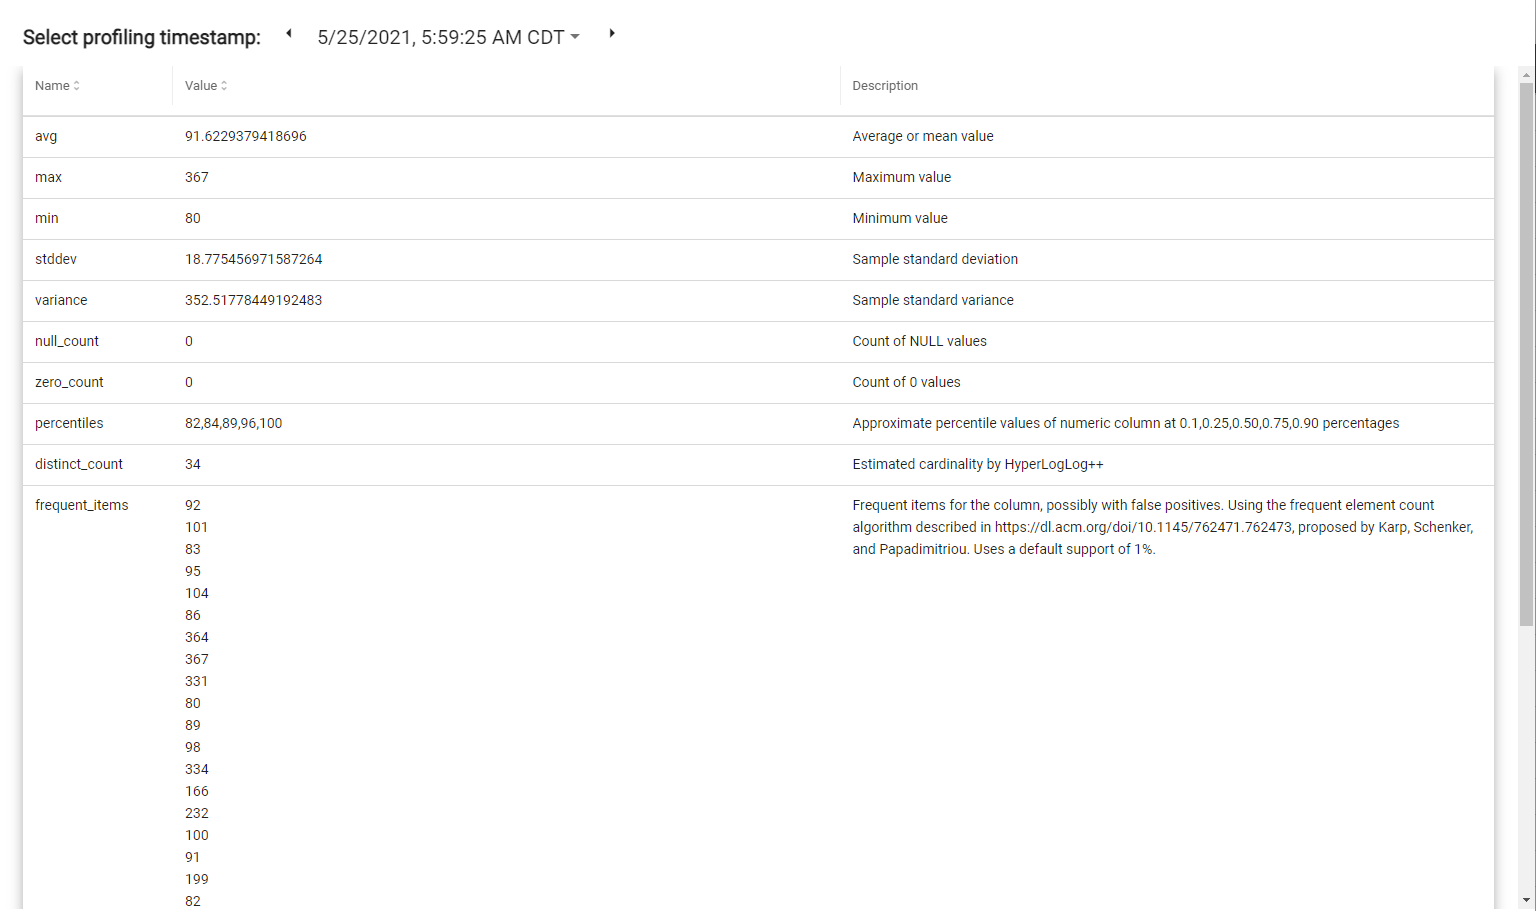 Select profiling timestamp: 5/25/2021, 5:59:25 AM CDT
Name Value Description
avg 91.6229379418696 Average or mean value
max 367 Maximum value
min 80 Minimum value
stddev 18.775456971587264 Sample standard deviation
variance 352.51778449192483 Sample standard variance
null_count 0 Count of NULL values
zero_count 0 Count of 0 values
percentiles 82,84,89,96,100 Approximate percentile values of numeric column at 0.1,0.25,0.50,0.75,0.90 percentages
distinct_count 34 Estimated cardinality by HyperLogLog++
frequent_items 92 Frequent items for the column, possibly with false positives. Using the frequent element count
101 algorithm described in https://dl.acm.org/doi/10.1145/762471.762473, proposed by Karp, Schenker,
83 and Papadimitriou. Uses a default support of 1%.
95
104
86
364
367
331
80
89
98
334
166
232
100
91
199
82